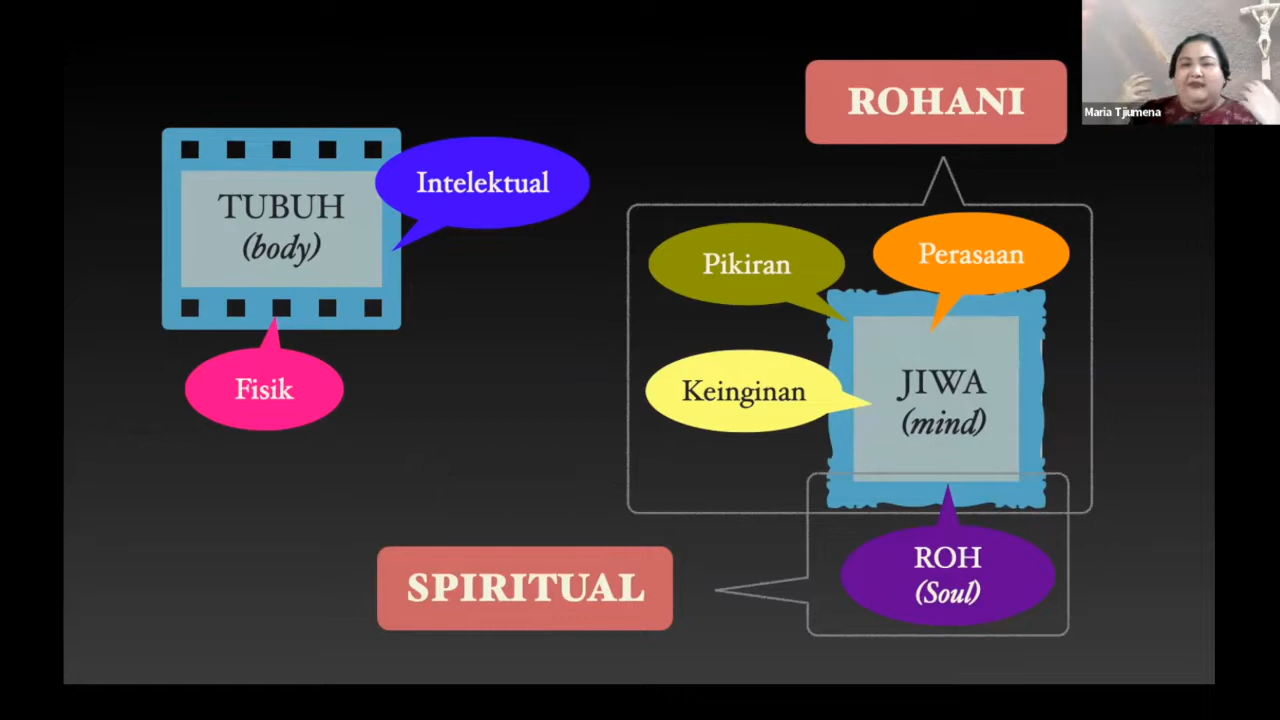 ROHANI
Maria Tjiumena
TUBUH
(body)
Intelektual
Fisik
Pikiran
Perasaan
Keinginan
JIWA
(mind)
SPIRITUAL
ROH
(Soul)